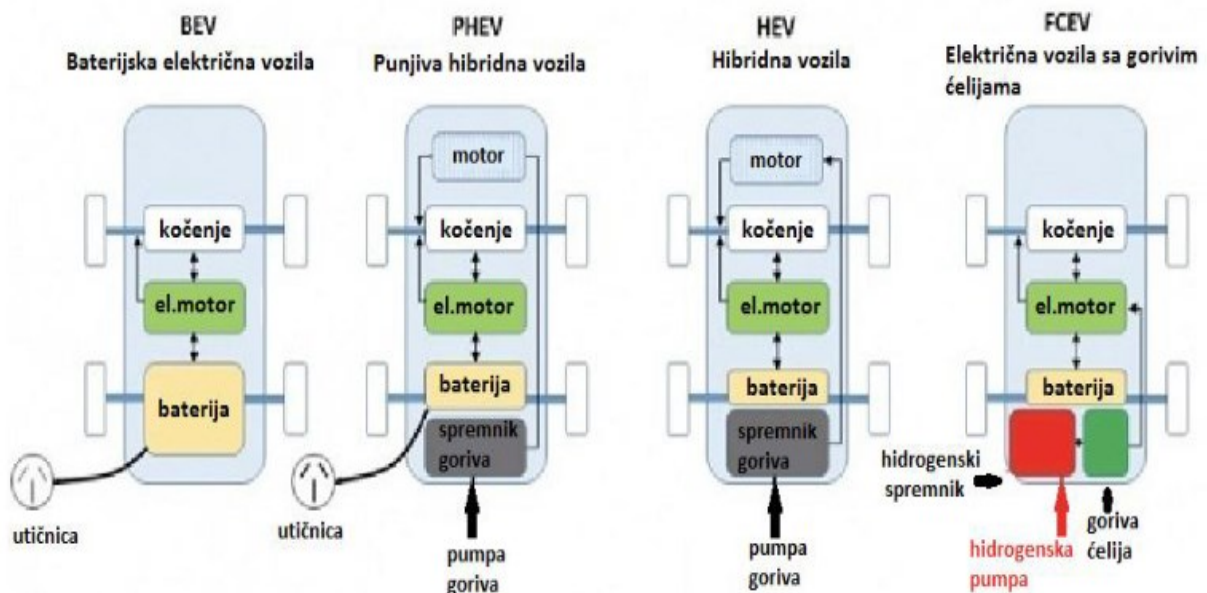 BEV
Baterijska električna vozila
kočenje
el.motor
baterija
utičnica
PHEV
Punjiva hibridna vozila
motor
kočenje
el.motor
baterija
spremnik
goriva
utičnica
pumpa
goriva
HEV
Hibridna vozila
motor
kočenje
el.motor
baterija
spremnik
goriva
pumpa
goriva
FCEV
Električna vozila sa gorivim
ćelijama
kočenje
el.motor
baterija
hidrogenski
spremnik
hidrogenska
pumpa
goriva
ćelija